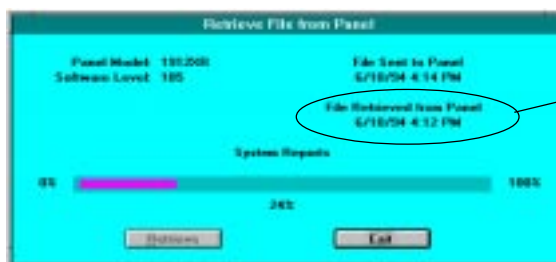 Retrieve File from Panel
Panel Model: 1912XR
Software Level: 105
File Sent to Panel
6/10/94 4:14 PM
File Retrieved from Panel
6/10/94 4:12 PM
System Reports
0%
100%
24%
Retrieve
Exit